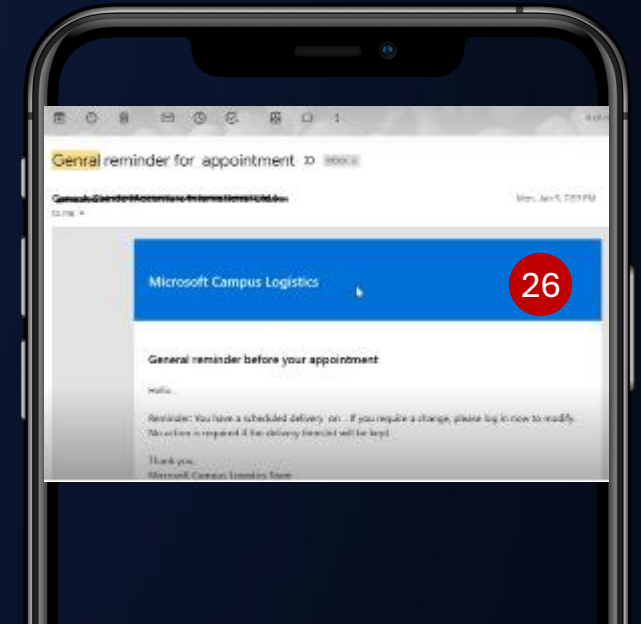 Genral reminder for appointment Inbox x
to me
Mon, Jan 9, 7:59 PM
Microsoft Campus Logistics
26
General reminder before your appointment
Hello,
Reminder: You have a scheduled delivery on . If you require a change, please log in now to modify.
No action is required if the delivery will be kept.
Thank you,
Microsoft Campus Logistics Team